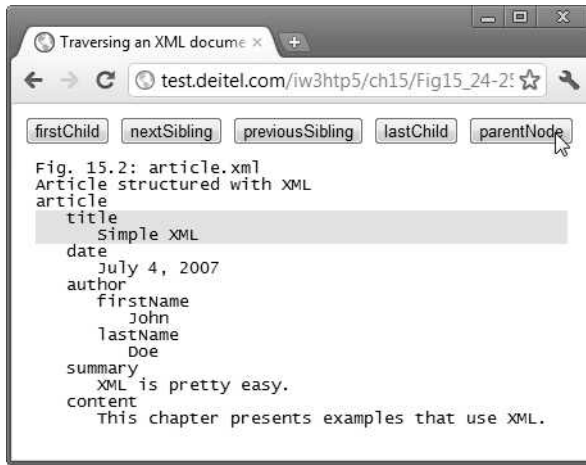 Traversing an XML docume
test.deitel.com/iw3htp5/ch15/Fig15_24-25
firstChild nextSibling previousSibling lastChild parentNode
Fig. 15.2: article.xml
Article structured with XML
article
title
Simple XML
date
July 4, 2007
author
firstName
John
lastName
Doe
summary
XML is pretty easy.
content
This chapter presents examples that use XML.